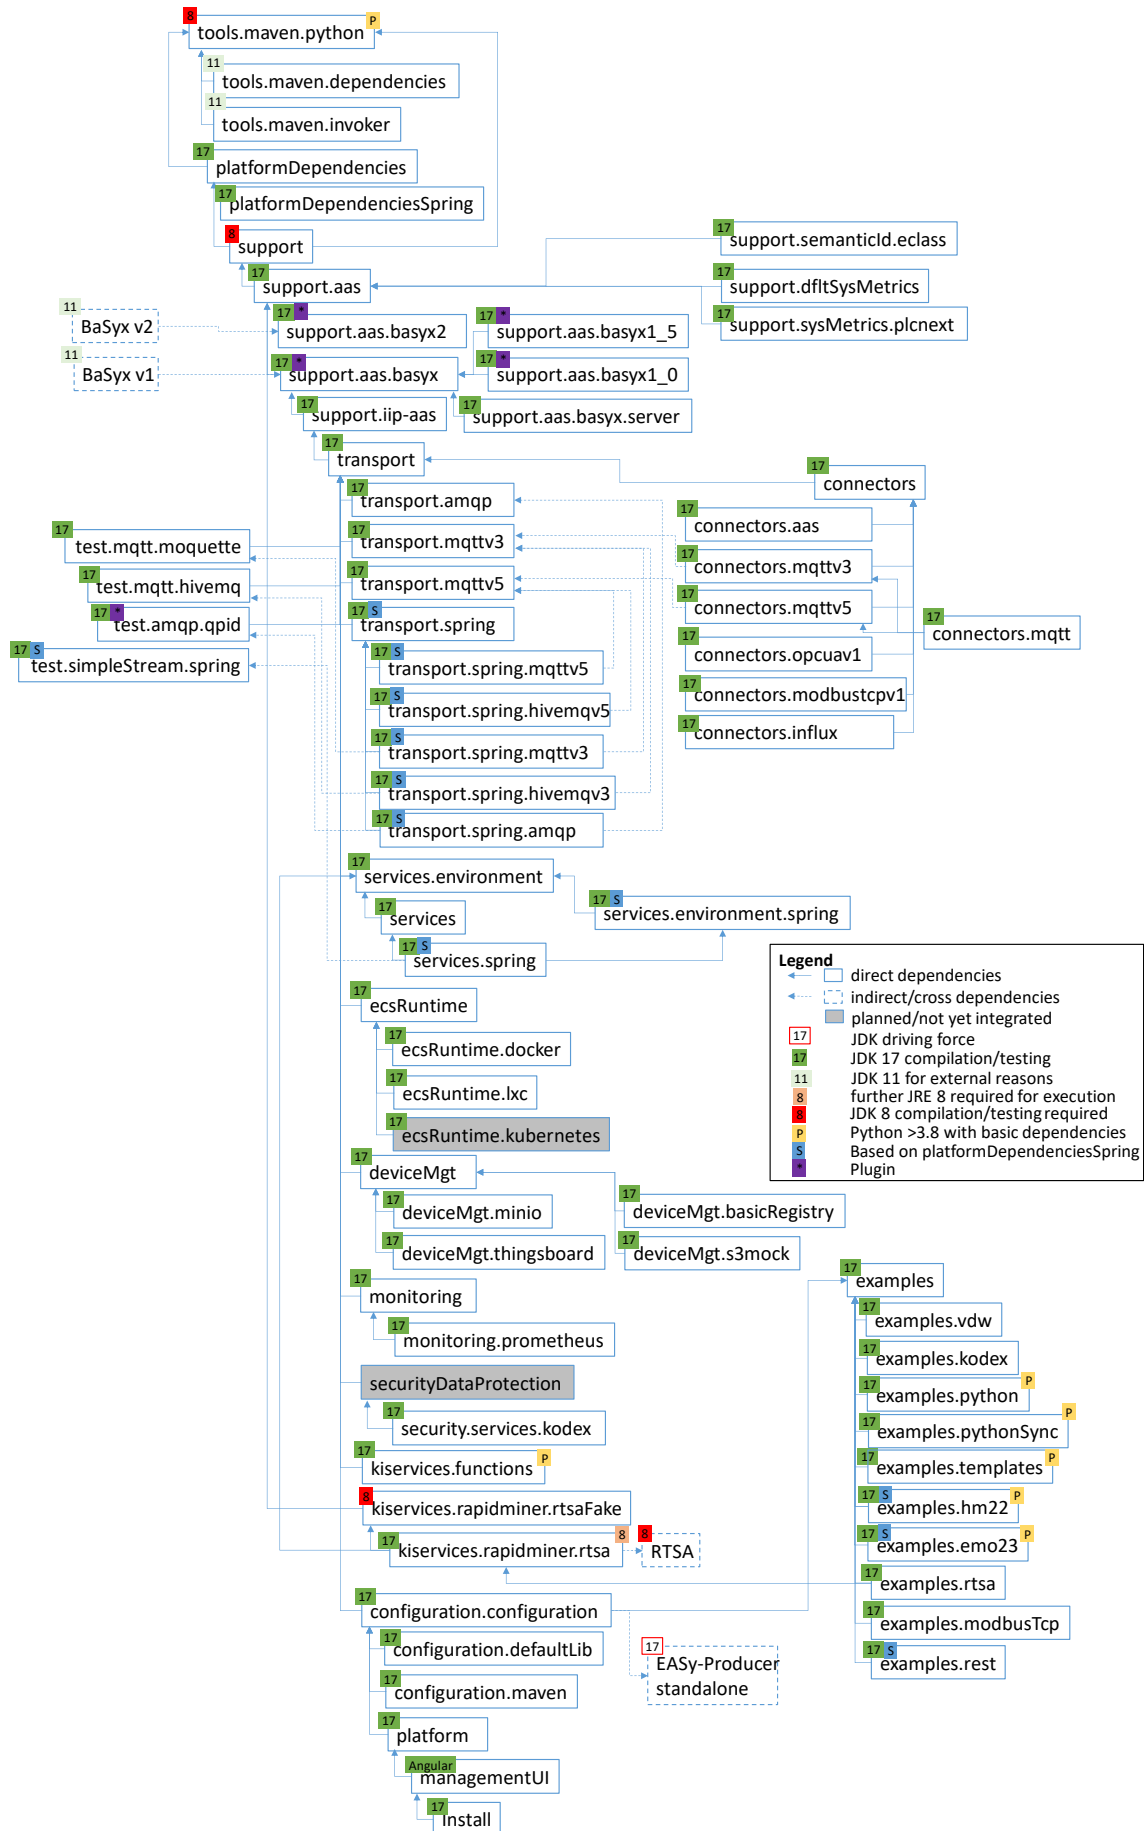 8
P
tools.maven.python
11
tools.maven.dependencies
11
tools.maven.invoker
17
platformDependencies
17
platformDependenciesSpring
8
support
17
support.semanticId.eclass
17
support.aas
17
support.dfltSysMetrics
17
support.sysMetrics.plcnext
11
BaSyx v2
17 *
support.aas.basyx2
17 *
support.aas.basyx1_5
11
BaSyx v1
17 *
support.aas.basyx
17 *
support.aas.basyx1_0
17
support.iip-aas
17
support.aas.basyx.server
17
transport
17
connectors
17
transport.amqp
17
connectors.aas
17
test.mqtt.moquette
17
transport.mqttv3
17
connectors.mqttv3
17
test.mqtt.hivemq
17
transport.mqttv5
17
connectors.mqttv5
17 *
test.amqp.qpid
17 S
transport.spring
17
connectors.mqtt
17 S
test.simpleStream.spring
17 S
transport.spring.mqttv5
17
connectors.opcuav1
17 S
transport.spring.hivemqv5
17
connectors.modbustcpv1
17 S
transport.spring.mqttv3
17
connectors.influx
17 S
transport.spring.hivemqv3
17 S
transport.spring.amqp
17
services.environment
17 S
services.environment.spring
17
services
17 S
services.spring
Legend
direct dependencies
indirect/cross dependencies
planned/not yet integrated
17 JDK driving force
17 JDK 17 compilation/testing
11 JDK 11 for external reasons
8 further JRE 8 required for execution
8 JDK 8 compilation/testing required
P Python >3.8 with basic dependencies
S Based on platformDependenciesSpring
* Plugin
17
ecsRuntime
17
ecsRuntime.docker
17
ecsRuntime.lxc
17
ecsRuntime.kubernetes
17
deviceMgt
17
deviceMgt.minio
17
deviceMgt.basicRegistry
17
deviceMgt.thingsboard
17
deviceMgt.s3mock
17
monitoring
17
monitoring.prometheus
securityDataProtection
17
security.services.kodex
17
P
kiservices.functions
8
kiservices.rapidminer.rtsaFake
17
8
kiservices.rapidminer.rtsa
8
RTSA
17
examples
17
examples.vdw
17
examples.kodex
17
P
examples.python
17
P
examples.pythonSync
17
P
examples.templates
17 S
P
examples.hm22
17 S
P
examples.emo23
17
examples.rtsa
17
examples.modbusTcp
17 S
examples.rest
17
configuration.configuration
17
configuration.defaultLib
17
EASy-Producer
standalone
17
configuration.maven
17
platform
Angular
managementUI
17
Install